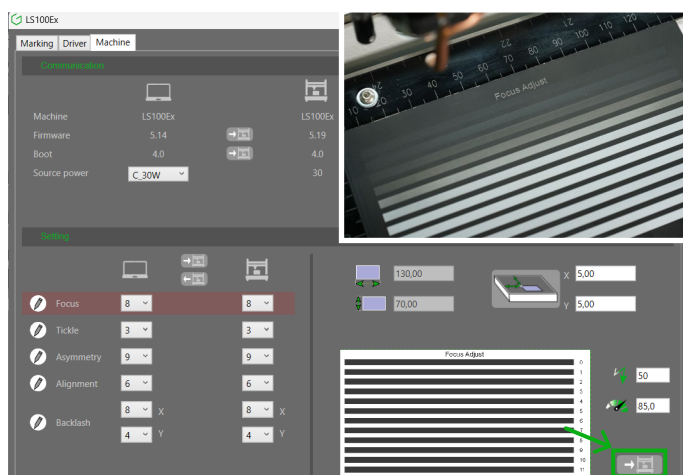 LS100Ex
Marking Driver Machine
Communication
Machine LS100Ex LS100Ex
Firmware 5.14 5.19
Boot 4.0 4.0
Source power C_30W 30
Setting
Focus 8 8
Tickle 3 3
Asymmetry 9 9
Alignment 6 6
Backlash
8 X 8 X
4 Y 4 Y
130,00
70,00
X 5,00
Y 5,00
Focus Adjust
0
1
2
3
4
5
6
7
8
9
10
11
50
85,0
10 20 30 40 50 60 70 80 90 100 110 120
22 21
Focus Adjust